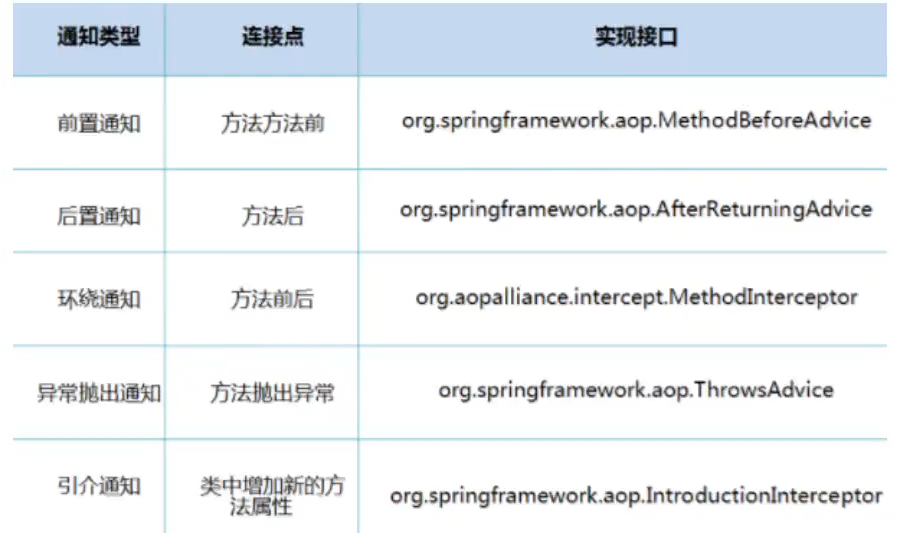 通知类型 连接点 实现接口
前置通知 方法方法前 org.springframework.aop.MethodBeforeAdvice
后置通知 方法后 org.springframework.aop.AfterReturningAdvice
环绕通知 方法前后 org.aopalliance.intercept.MethodInterceptor
异常抛出通知 方法抛出异常 org.springframework.aop.ThrowsAdvice
引介通知 类中增加新的方
法属性 org.springframework.aop.IntroductionInterceptor